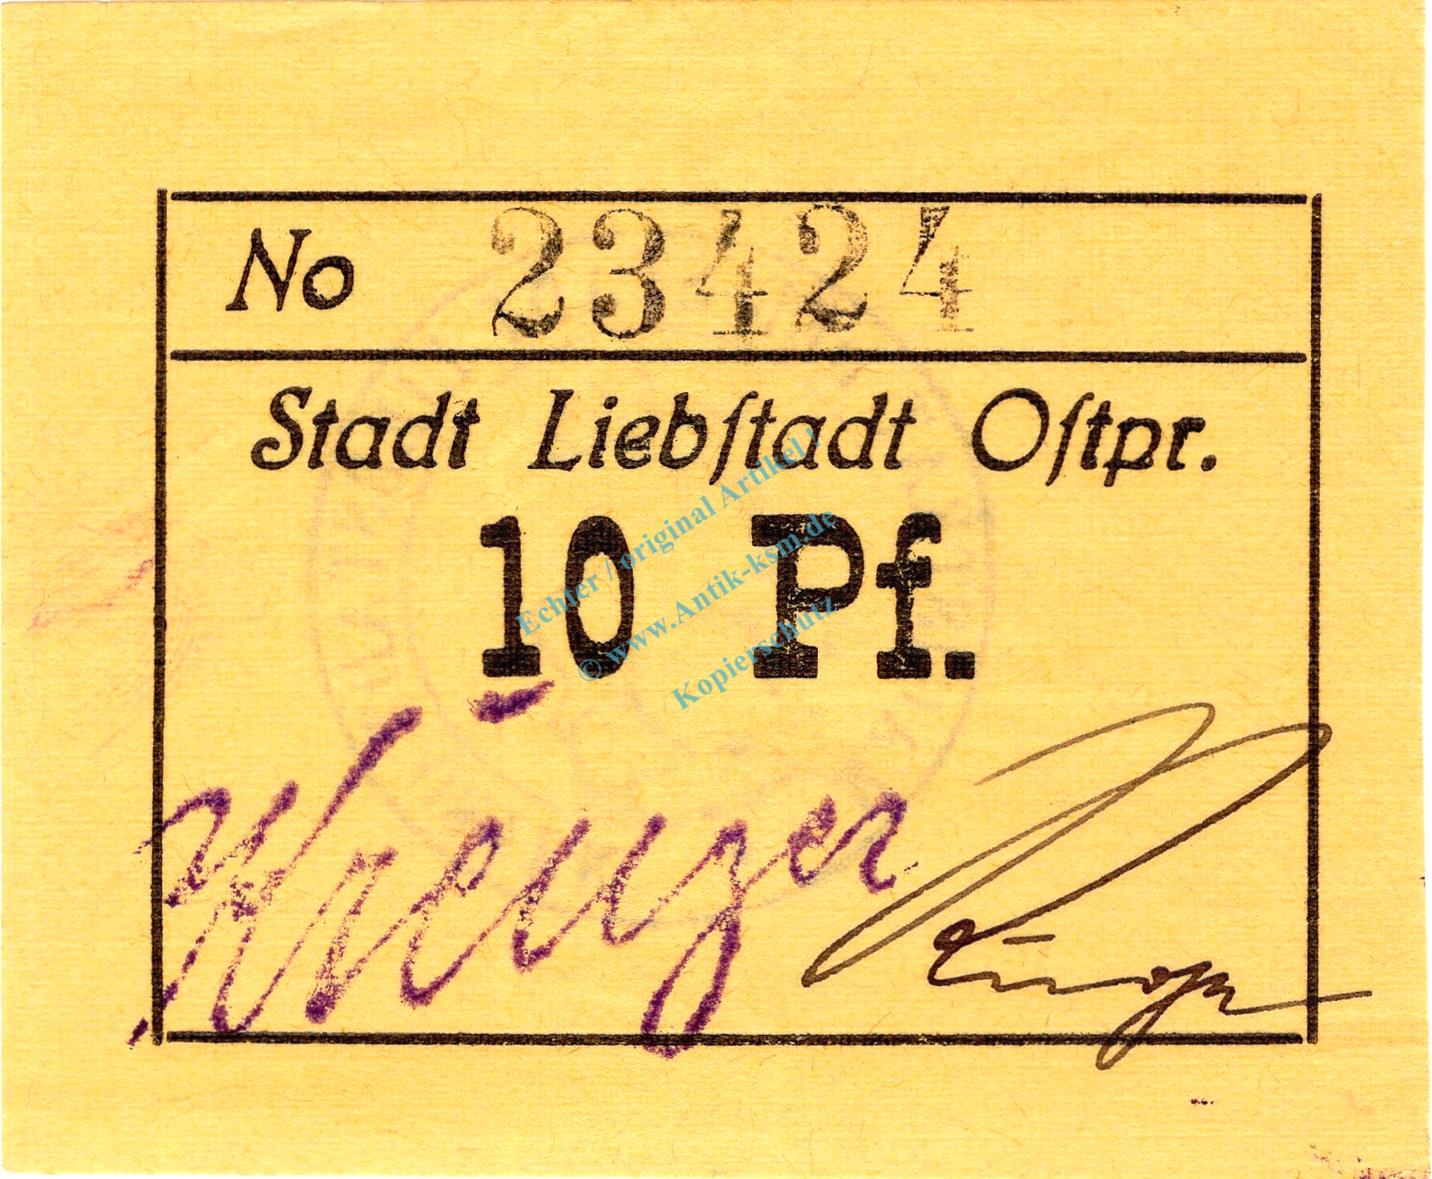 No 23424
Stadt Liebſtadt Oſtpr.
10 Pf.
Echter / original Artikel !
© www.Antik-ksm.de
Kopierschutz